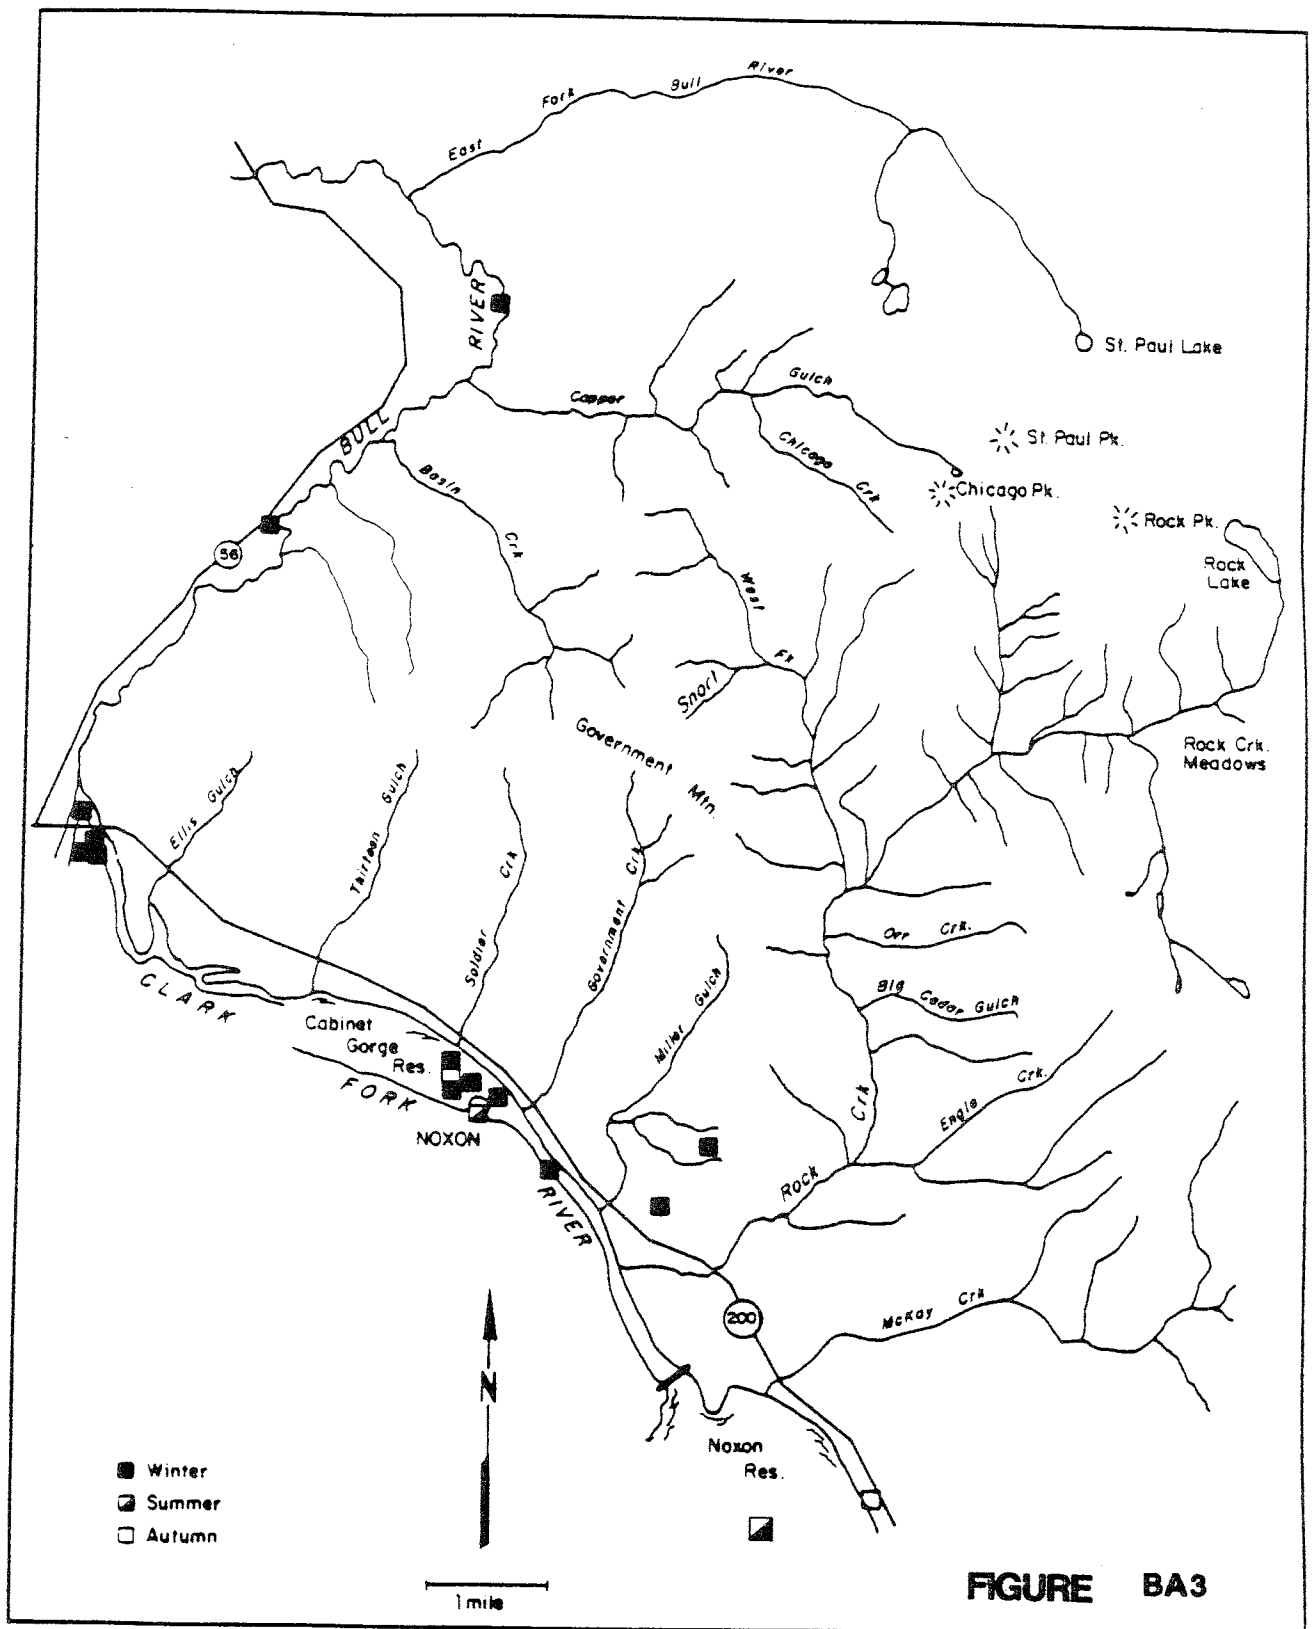 East Fork Bull River
RIVER
St. Paul Lake
Copper Gulch
St. Paul Pk.
Chicago Crk
Chicago Pk.
BULL
Basin Crk
Rock Pk.
Rock
Lake
56
West Fk
Snort
Government Mtn.
Rock Crk.
Meadows
Ellis Gulch
Thirteen Gulch
Soldier Crk
Government Crk
Orr Crk.
Big Cedar Gulch
Miller Gulch
CLARK
Cabinet
Gorge
Res.
FORK
Engle Crk.
Crk
NOXON
ROCK
RIVER
200
McKay Crk
N
Noxon
Res.
Winter
Summer
Autumn
1 mile
FIGURE BA3